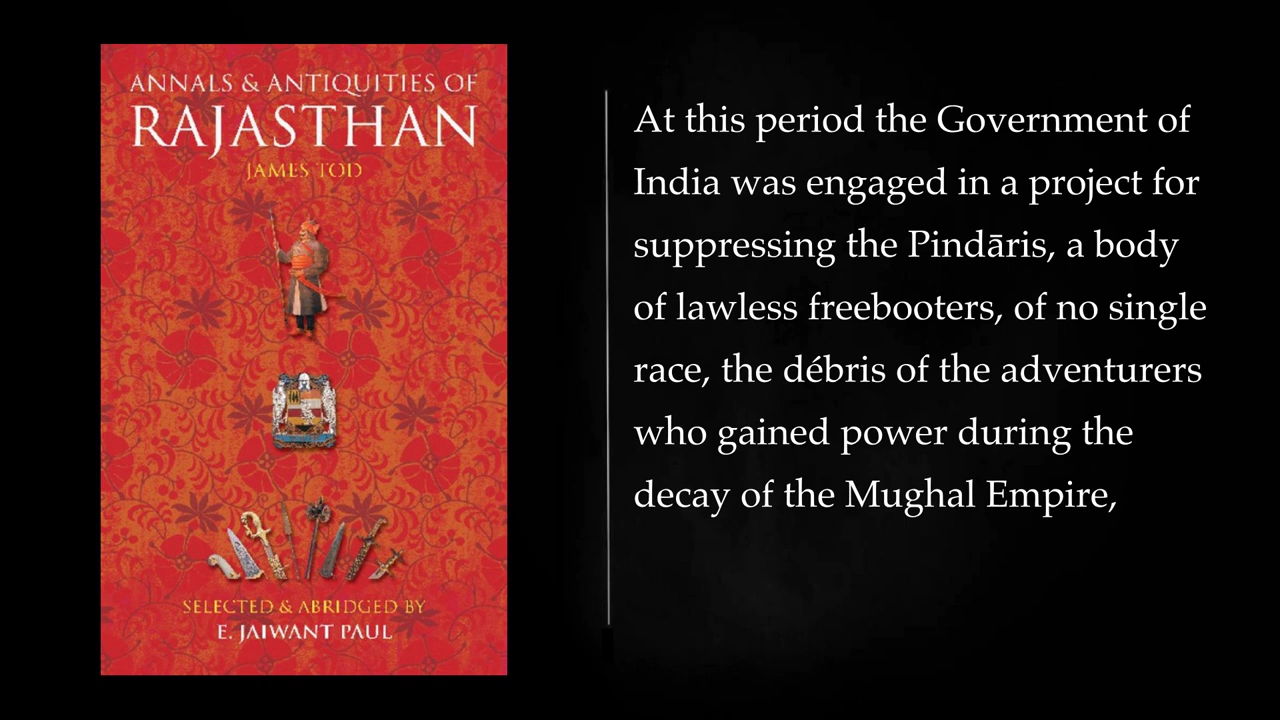 ANNALS & ANTIQUITIES OF
RAJASTHAN
JAMES TOD
SELECTED & ABRIDGED BY
E. JAIWANT PAUL
At this period the Government of
India was engaged in a project for
suppressing the Pindāris, a body
of lawless freebooters, of no single
race, the débris of the adventurers
who gained power during the
decay of the Mughal Empire,